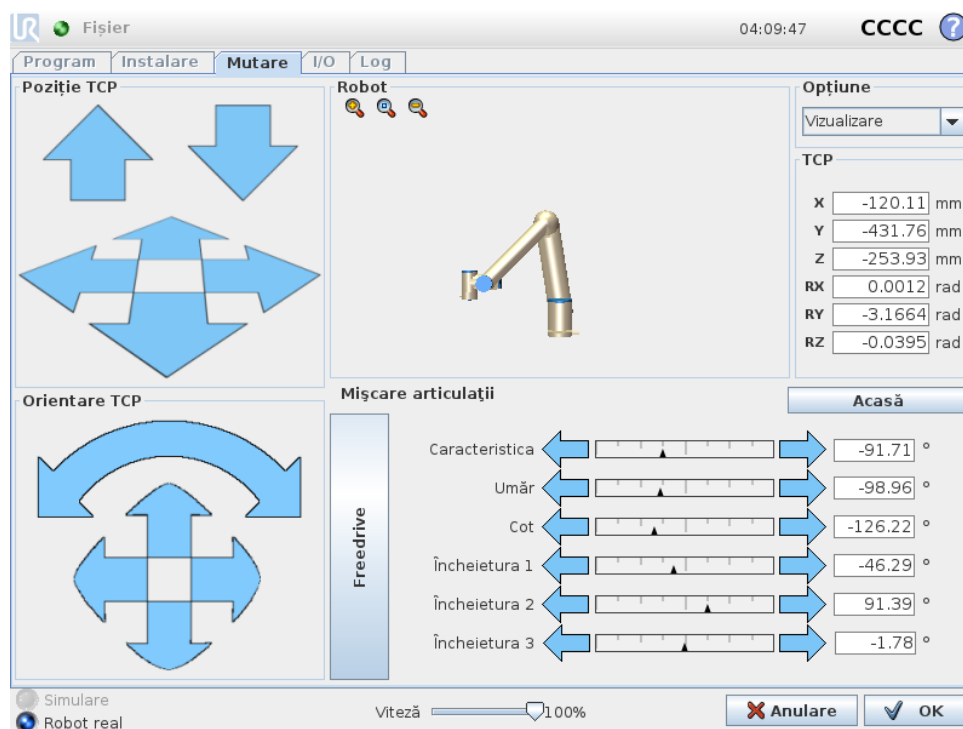 UR Fișier 04:09:47 CCCC ?
Program Instalare Mutare I/O Log
Poziție TCP
Robot
Opțiune
Vizualizare
TCP
X -120.11 mm
Y -431.76 mm
Z -253.93 mm
RX 0.0012 rad
RY -3.1664 rad
RZ -0.0395 rad
Orientare TCP
Mișcare articulații
Acasă
Freedrive
Caracteristica -91.71 °
Umăr -98.96 °
Cot -126.22 °
Încheietura 1 -46.29 °
Încheietura 2 91.39 °
Încheietura 3 -1.78 °
Simulare
Robot real
Viteză 100%
Anulare
OK